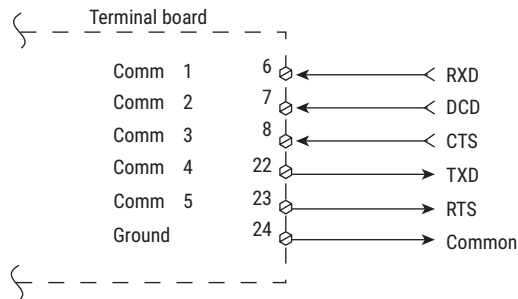 Terminal board
Comm 1 6 RXD
Comm 2 7 DCD
Comm 3 8 CTS
Comm 4 22 TXD
Comm 5 23 RTS
Ground 24 Common